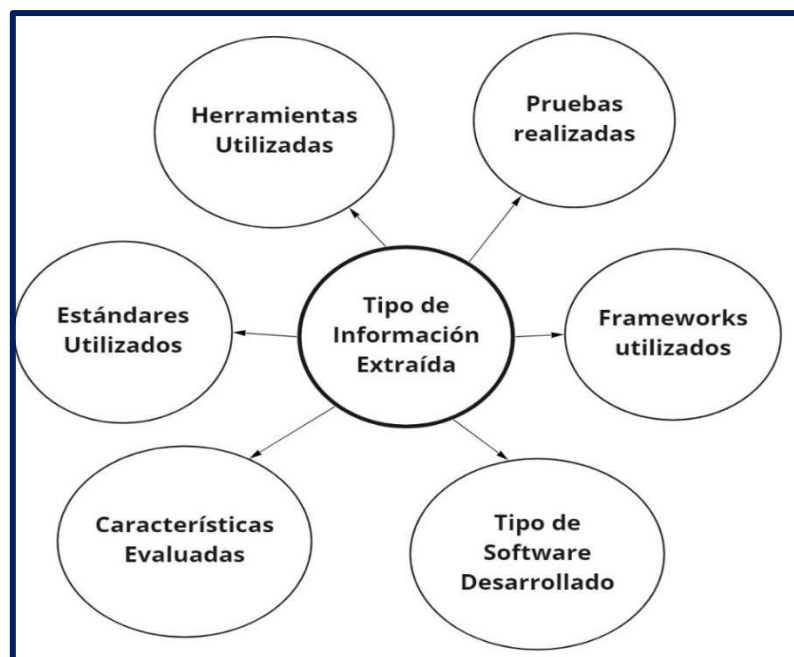 Herramientas
Utilizadas
Pruebas
realizadas
Estándares
Utilizados
Tipo de
Información
Extraída
Frameworks
utilizados
Características
Evaluadas
Tipo de
Software
Desarrollado